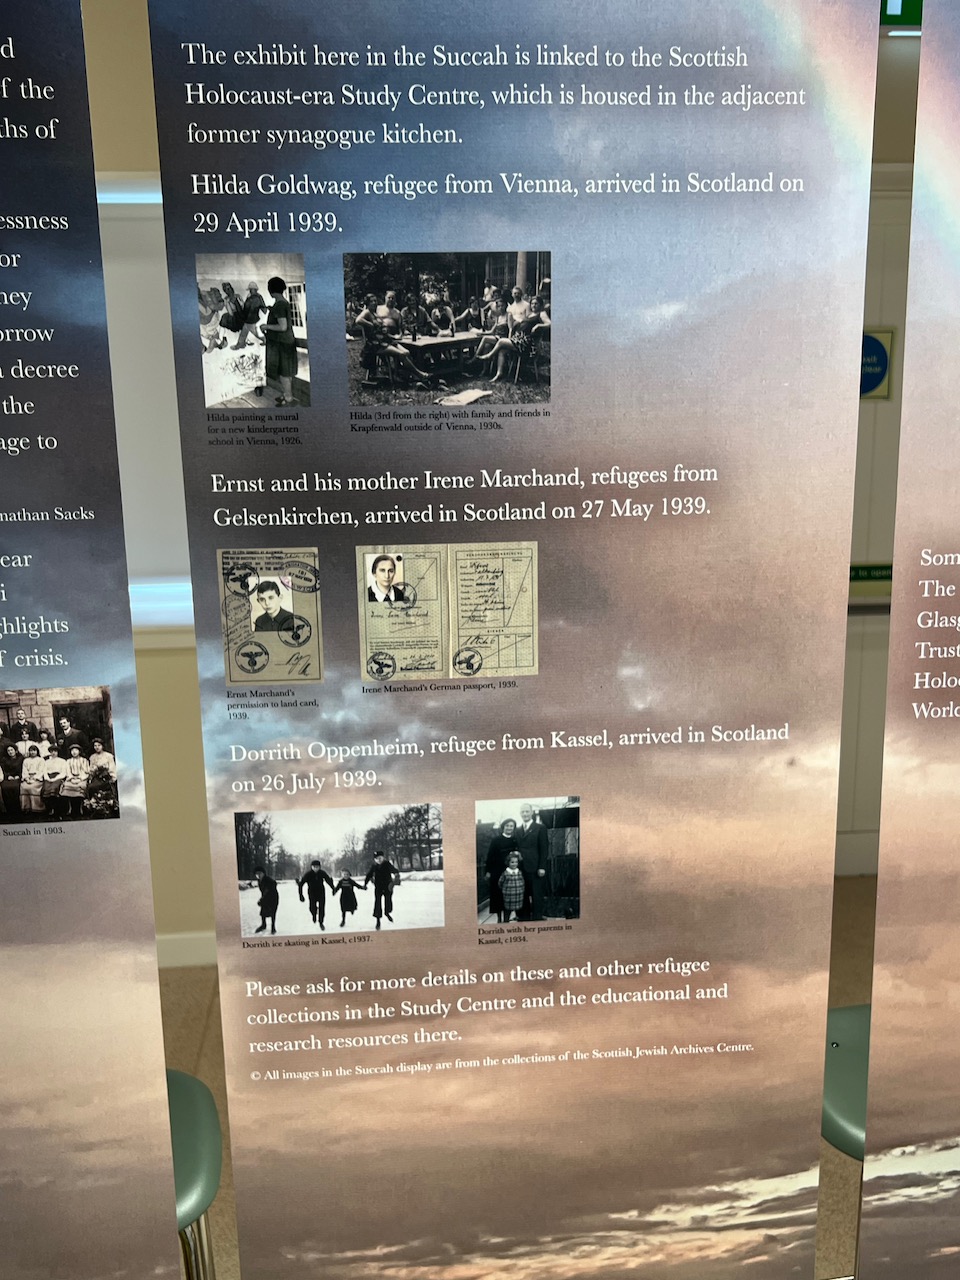 d
f the
ths of
essness
or
ney
orrow
decree
the
age to
nathan Sacks
ear
i
ghlights
f crisis.
Succah in 1903.
The exhibit here in the Succah is linked to the Scottish
Holocaust-era Study Centre, which is housed in the adjacent
former synagogue kitchen.
Hilda Goldwag, refugee from Vienna, arrived in Scotland on
29 April 1939.
Hilda painting a mural
for a new kindergarten
school in Vienna, 1926.
Hilda (3rd from the right) with family and friends in
Krapfenwald outside of Vienna, 1930s.
Ernst and his mother Irene Marchand, refugees from
Gelsenkirchen, arrived in Scotland on 27 May 1939.
Ernst Marchand's
permission to land card,
1939.
Irene Marchand's German passport, 1939.
Dorrith Oppenheim, refugee from Kassel, arrived in Scotland
on 26 July 1939.
Dorrith ice skating in Kassel, c1937.
Dorrith with her parents in
Kassel, c1934.
Please ask for more details on these and other refugee
collections in the Study Centre and the educational and
research resources there.
© All images in the Succah display are from the collections of the Scottish Jewish Archives Centre.
Som
The
Glasg
Trust
Holoc
World